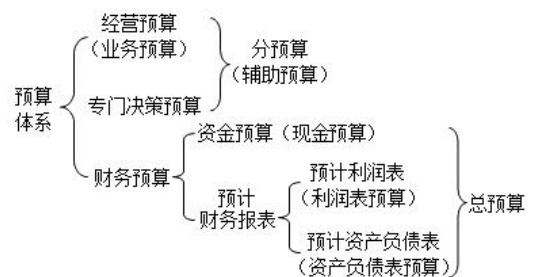 经营预算
（业务预算）
分预算
（辅助预算）
预算
体系
专门决策预算
资金预算（现金预算）
财务预算
预计利润表
（利润表预算）
预计
财务报表
总预算
预计资产负债表
（资产负债表预算）